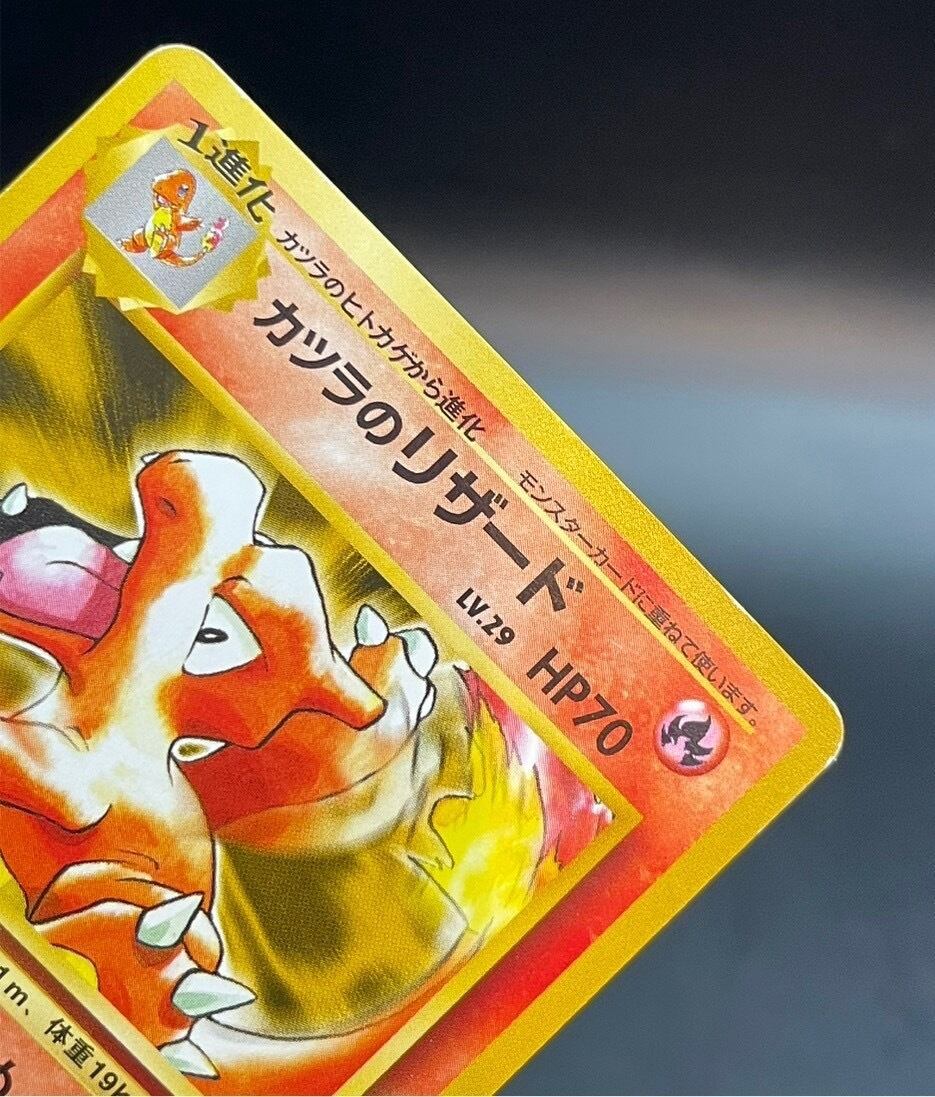 1進化
カツラのヒトカゲから進化
モンスターカードに重ねて使います。
カツラのリザード
LV.29
HP70
1m、体重19k